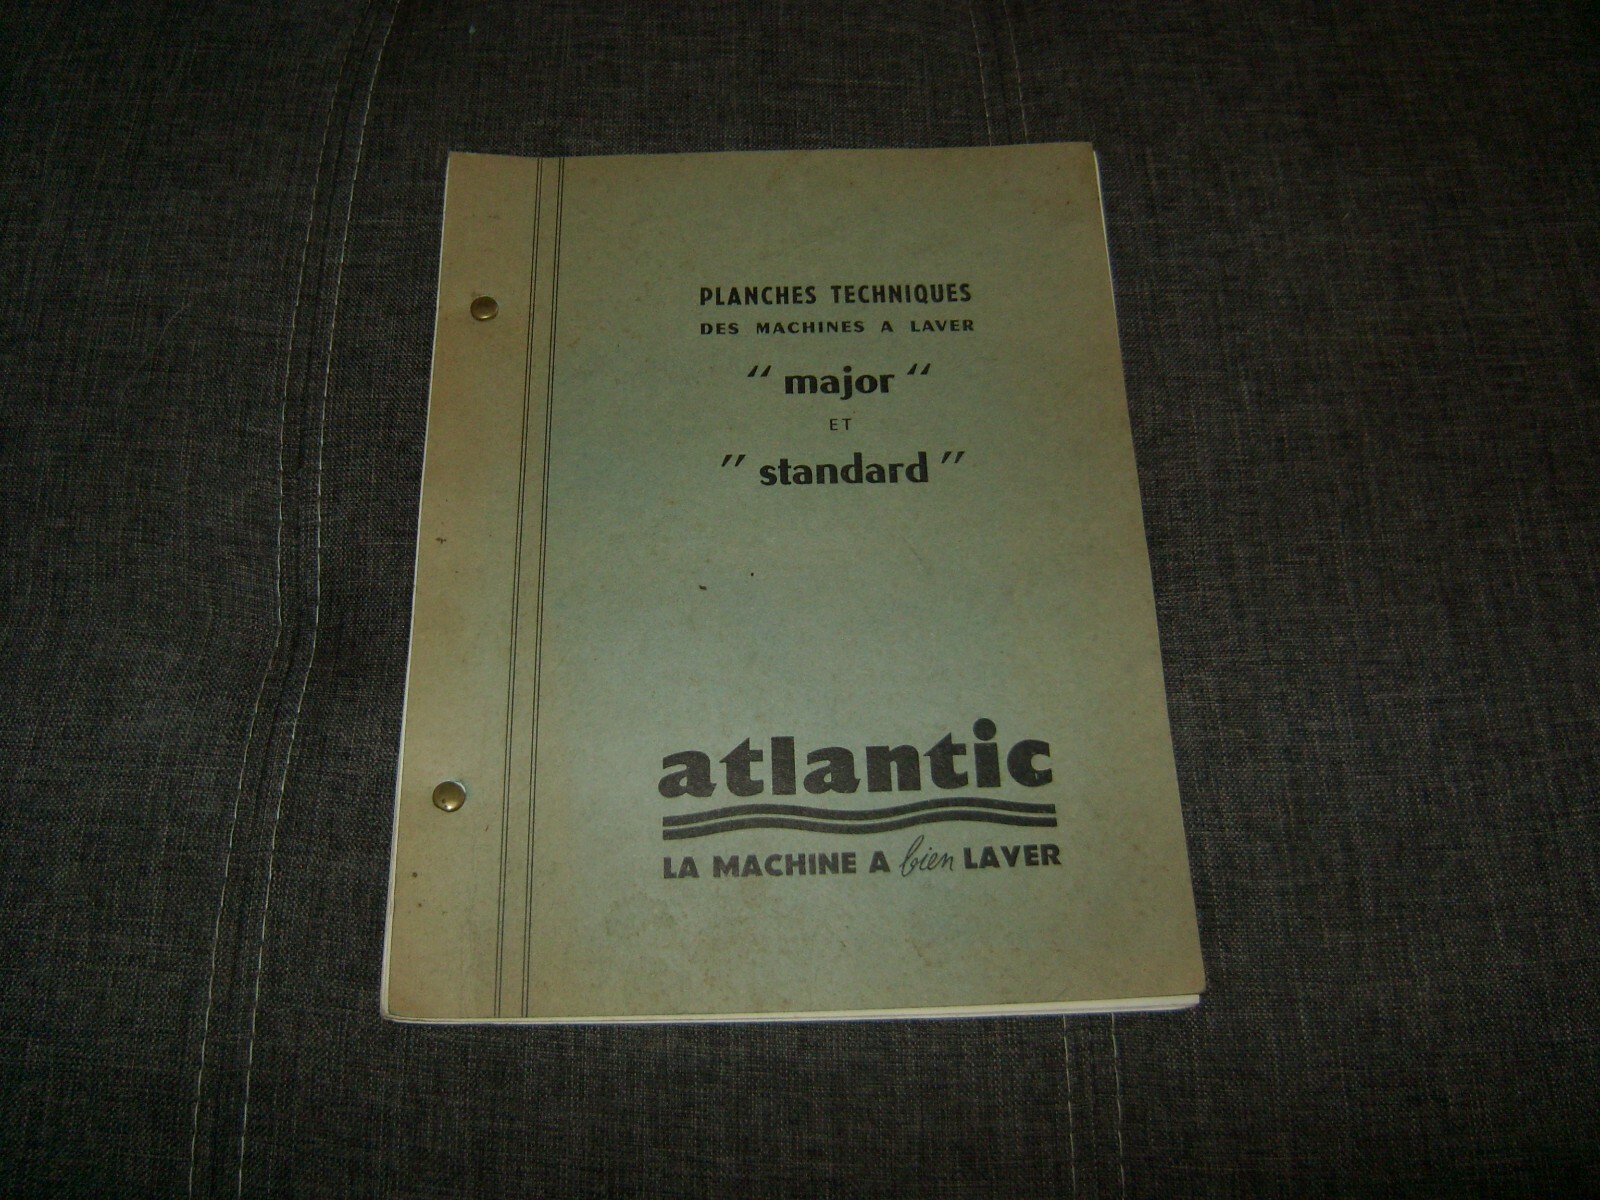 PLANCHES TECHNIQUES
DES MACHINES A LAVER
" major "
ET
" standard "
atlantic
LA MACHINE A bien LAVER